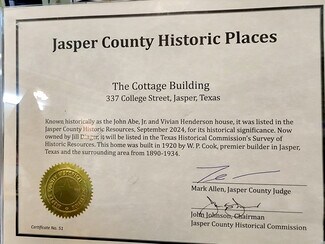 Jasper County Historic Places
The Cottage Building
337 College Street, Jasper, Texas
Known historically as the John Abe, Jr. and Vivian Henderson house, it was listed in the
Jasper County Historic Resources, September 2024, for its historical significance. Now
owned by Jill it will be listed in the Texas Historical Commission's Survey of
Historic Resources. This home was built in 1920 by W. P. Cook, premier builder in Jasper,
Texas and the surrounding area from 1890-1934.
Mark Allen, Jasper County Judge
John Johnson, Chairman
Jasper County Historical Commission
Certificate No. 51